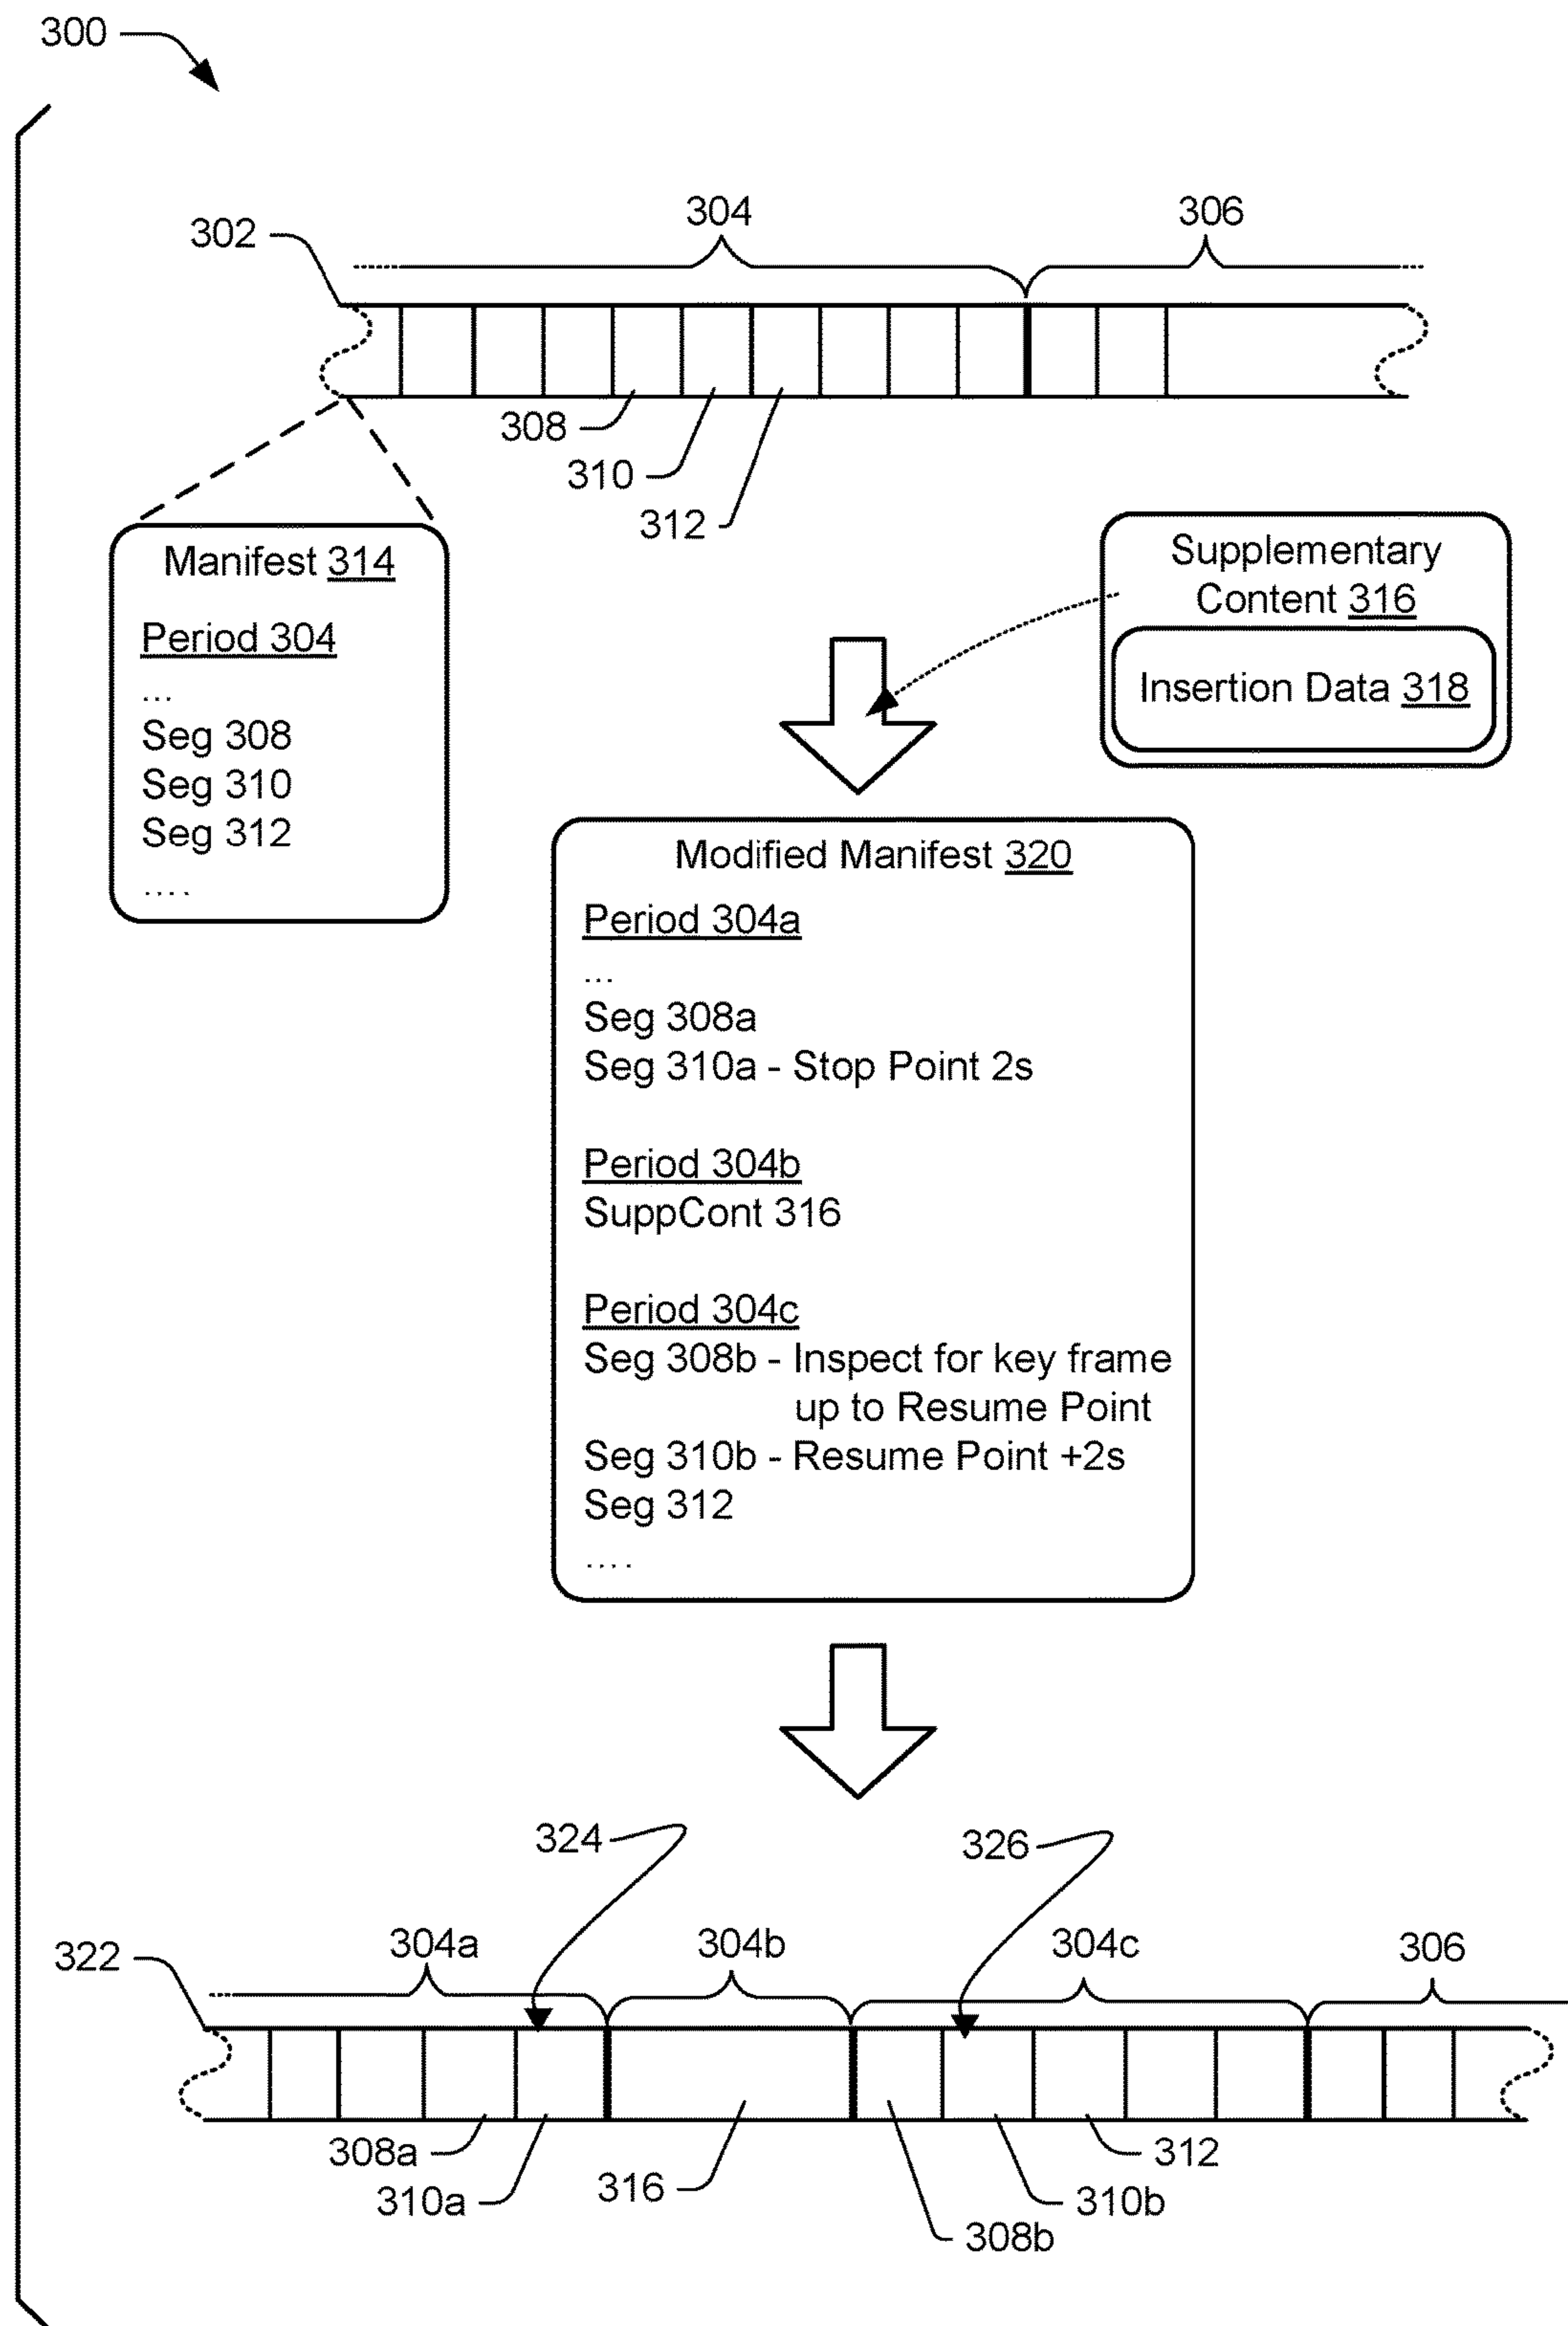 300
304
306
302
308
310
312
Manifest 314
Period 304
...
Seg 308
Seg 310
Seg 312
....
Supplementary
Content 316
Insertion Data 318
Modified Manifest 320
Period 304a
...
Seg 308a
Seg 310a - Stop Point 2s
Period 304b
SuppCont 316
Period 304c
Seg 308b - Inspect for key frame
up to Resume Point
Seg 310b - Resume Point +2s
Seg 312
....
324
326
322
304a
304b
304c
306
308a
310a
316
312
310b
308b